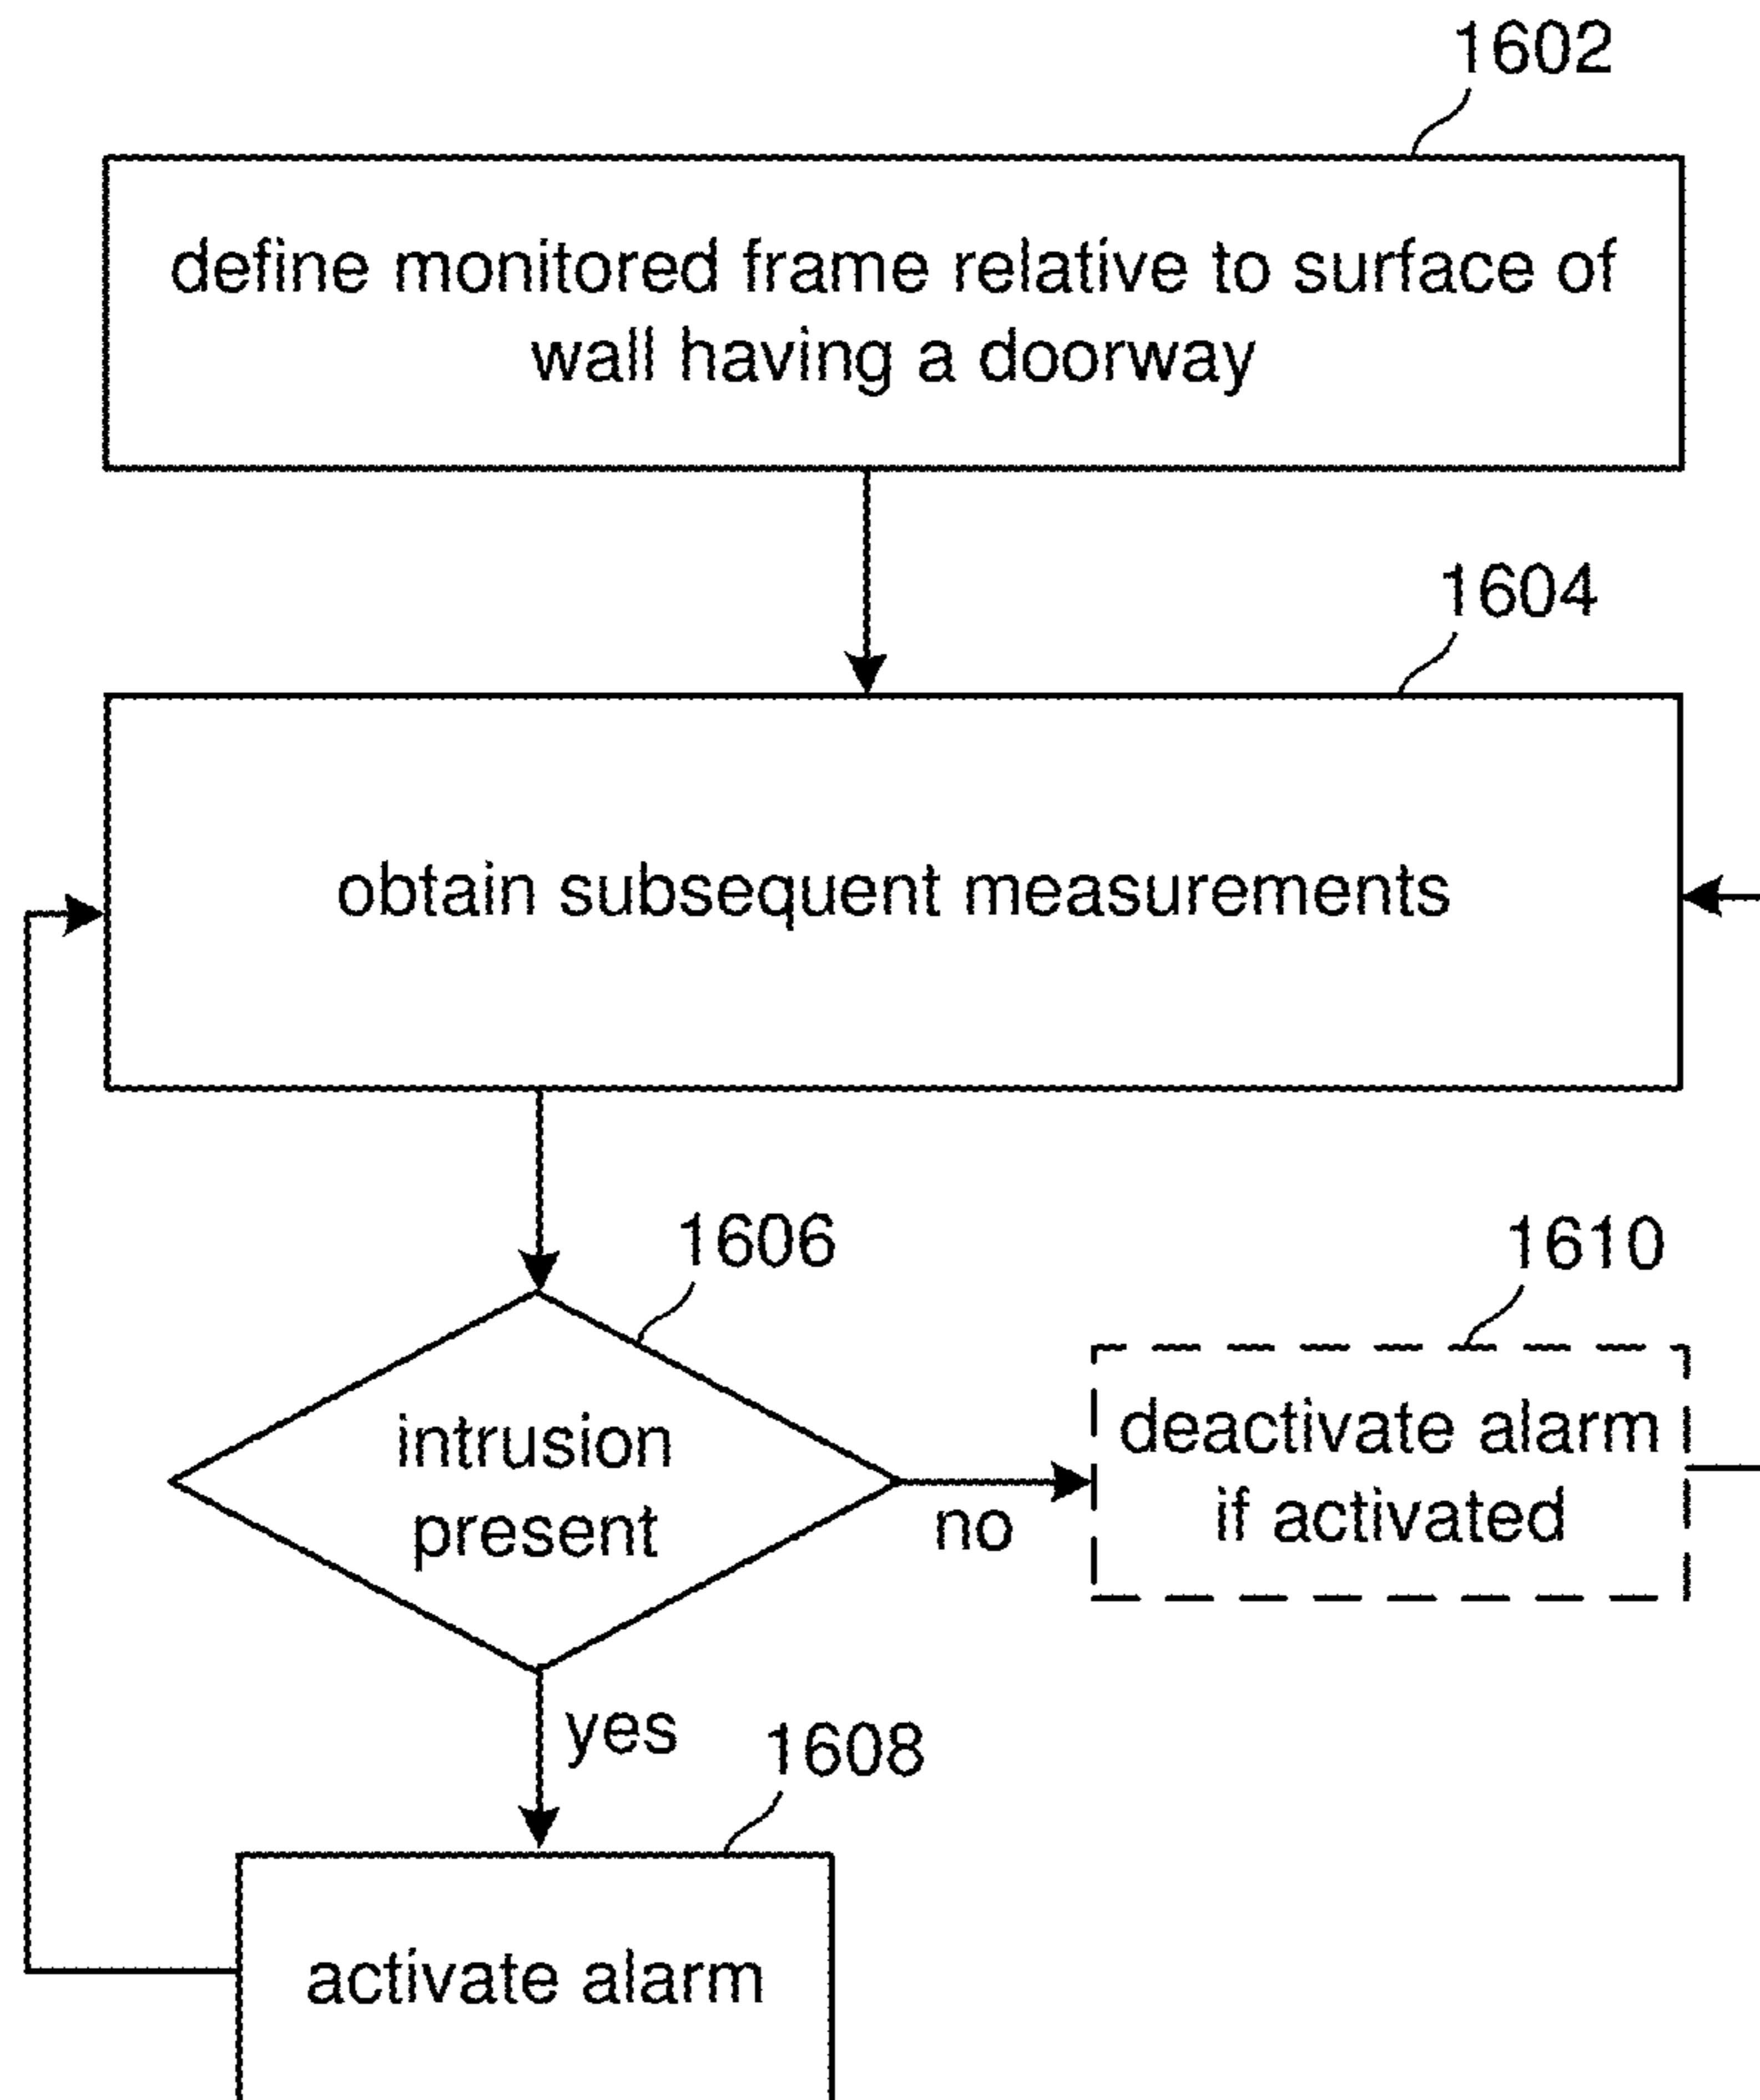 1602
define monitored frame relative to surface of
wall having a doorway
1604
obtain subsequent measurements
1606
1610
intrusion
present
no
deactivate alarm
if activated
yes
1608
activate alarm